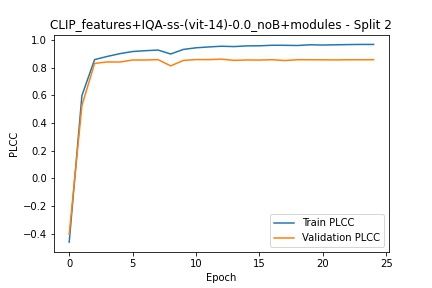 CLIP_features+IQA-ss-(vit-14)-0.0_noB+modules - Split 2
1.0
0.8
0.6
0.4
0.2
0.0
−0.2
−0.4
PLCC
Train PLCC
Validation PLCC
0 5 10 15 20 25
Epoch